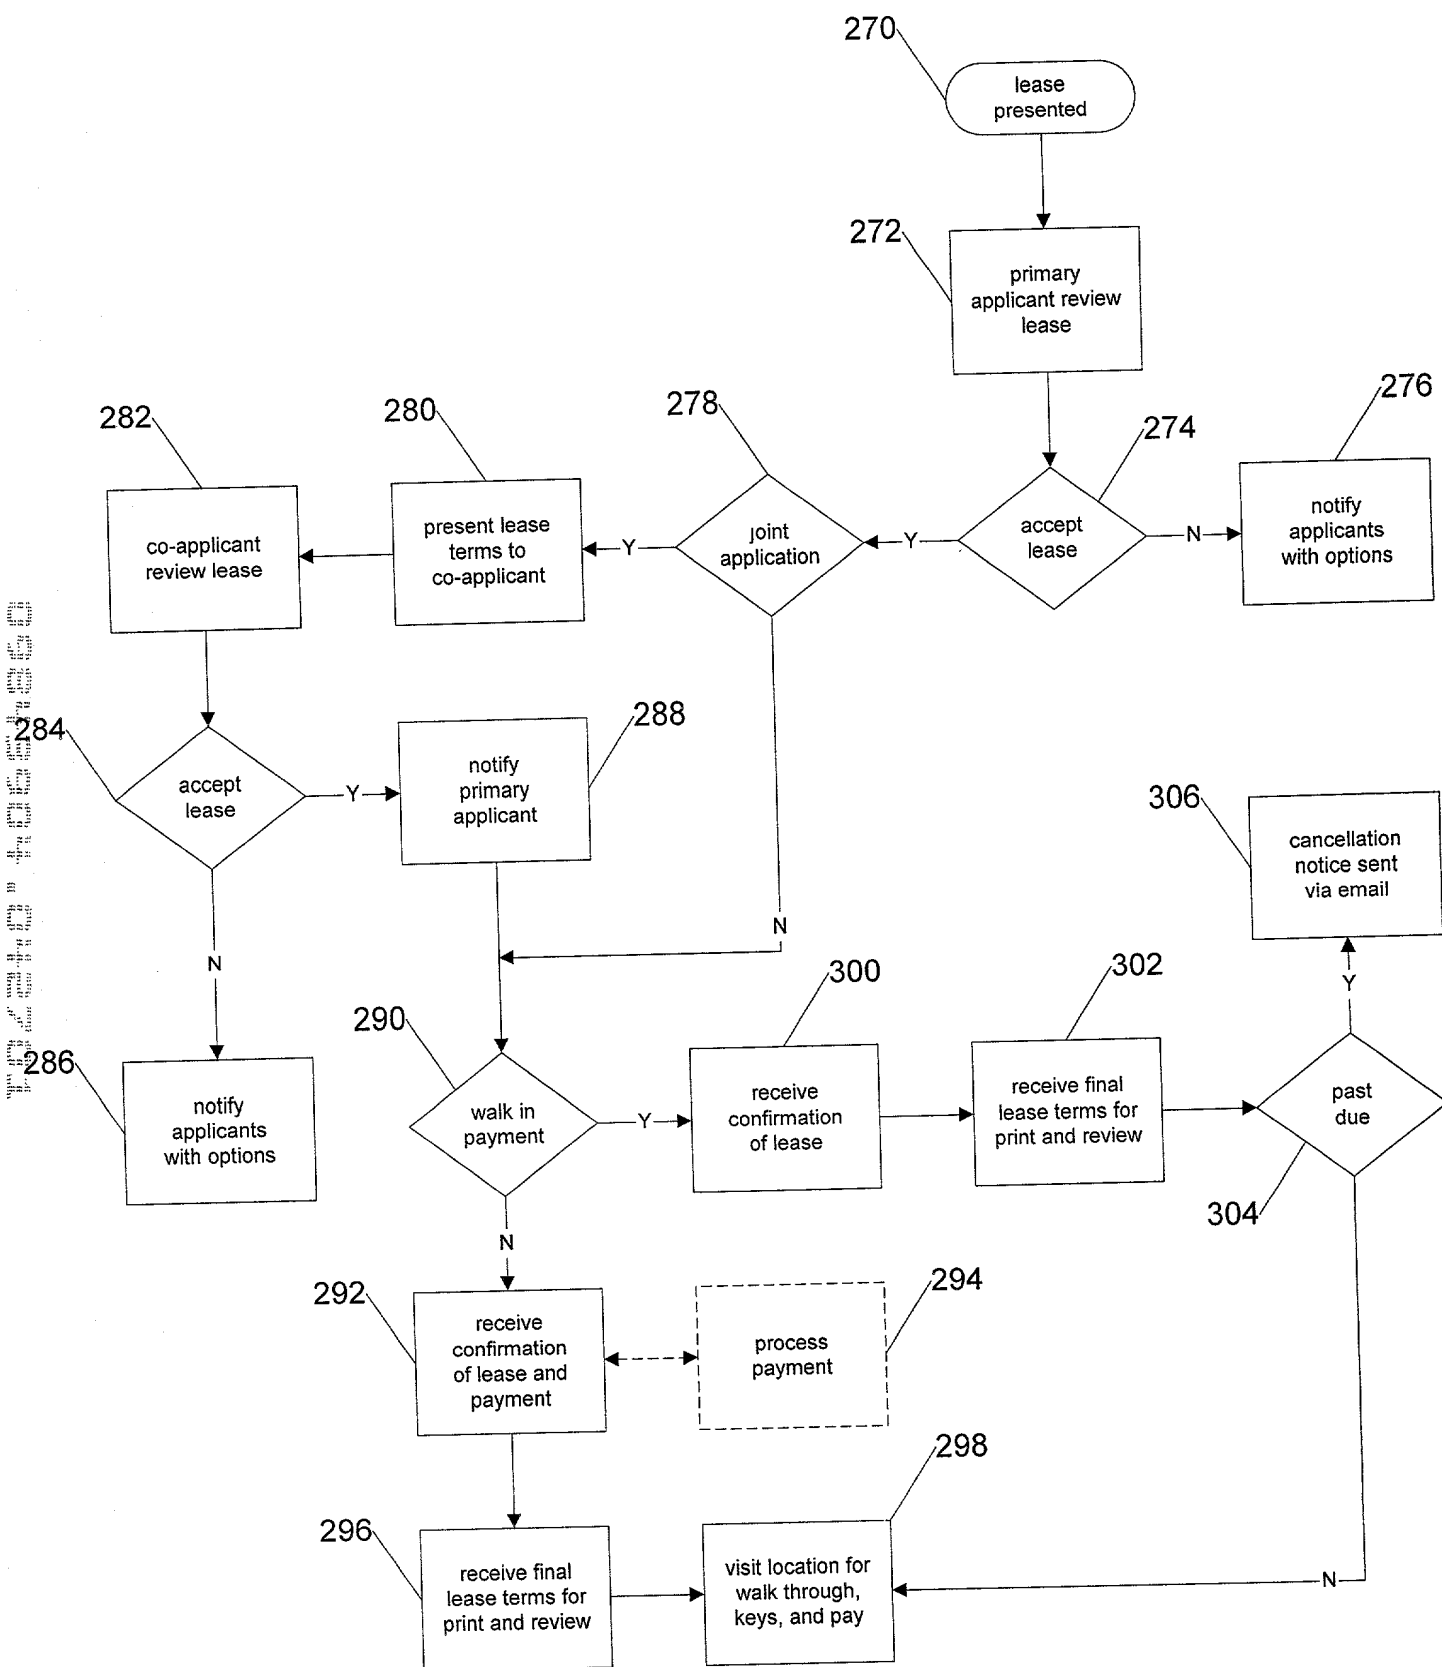 270
lease
presented
272
primary
applicant review
lease
282
280
278
274
276
co-applicant
review lease
present lease
terms to
co-applicant
Y
joint
application
Y
accept
lease
N
notify
applicants
with options
284
accept
lease
Y
288
notify
primary
applicant
306
cancellation
notice sent
via email
N
N
Y
286
notify
applicants
with options
290
walk in
payment
Y
300
receive
confirmation
of lease
302
receive final
lease terms for
print and review
past
due
304
N
292
receive
confirmation
of lease and
payment
294
process
payment
296
receive final
lease terms for
print and review
298
visit location for
walk through,
keys, and pay
N